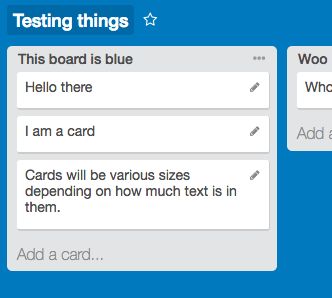 Testing things
This board is blue
Hello there
I am a card
Cards will be various sizes
depending on how much text is in
them.
Add a card...
Woo
Add